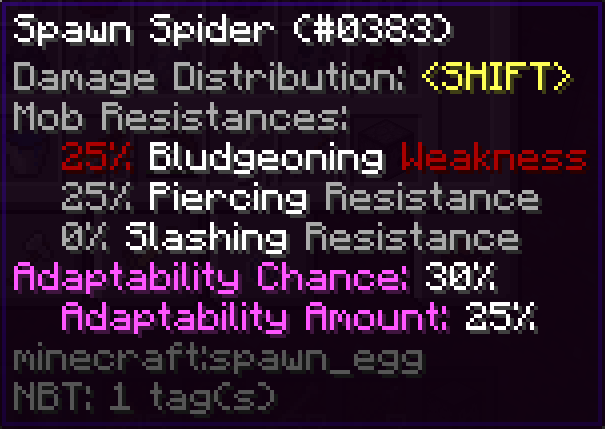 Spawn Spider (#0383)
Damage Distribution: <SHIFT>
Mob Resistances:
25% Bludgeoning Weakness
25% Piercing Resistance
0% Slashing Resistance
Adaptability Chance: 30%
Adaptability Amount: 25%
minecraft:spawn_egg
NBT: 1 tag(s)